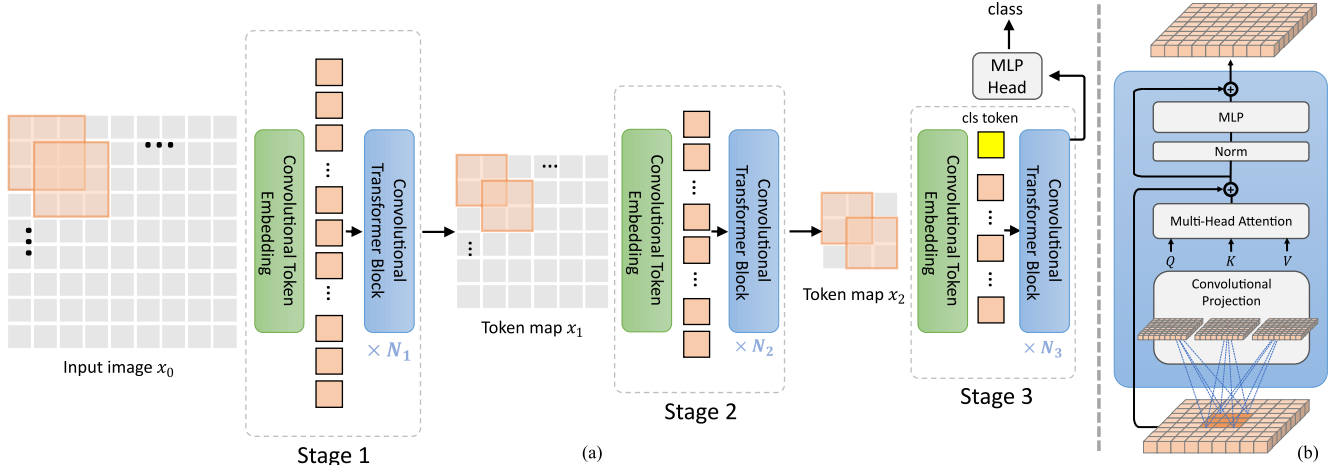 Input image x₀
Convolutional Token
Embedding
Convolutional
Transformer Block
× N₁
Stage 1
Token map x₁
Convolutional Token
Embedding
Convolutional
Transformer Block
× N₂
Stage 2
Token map x₂
class
MLP
Head
cls token
Convolutional Token
Embedding
Convolutional
Transformer Block
× N₃
Stage 3
(a)
MLP
Norm
Multi-Head Attention
Q K V
Convolutional
Projection
(b)